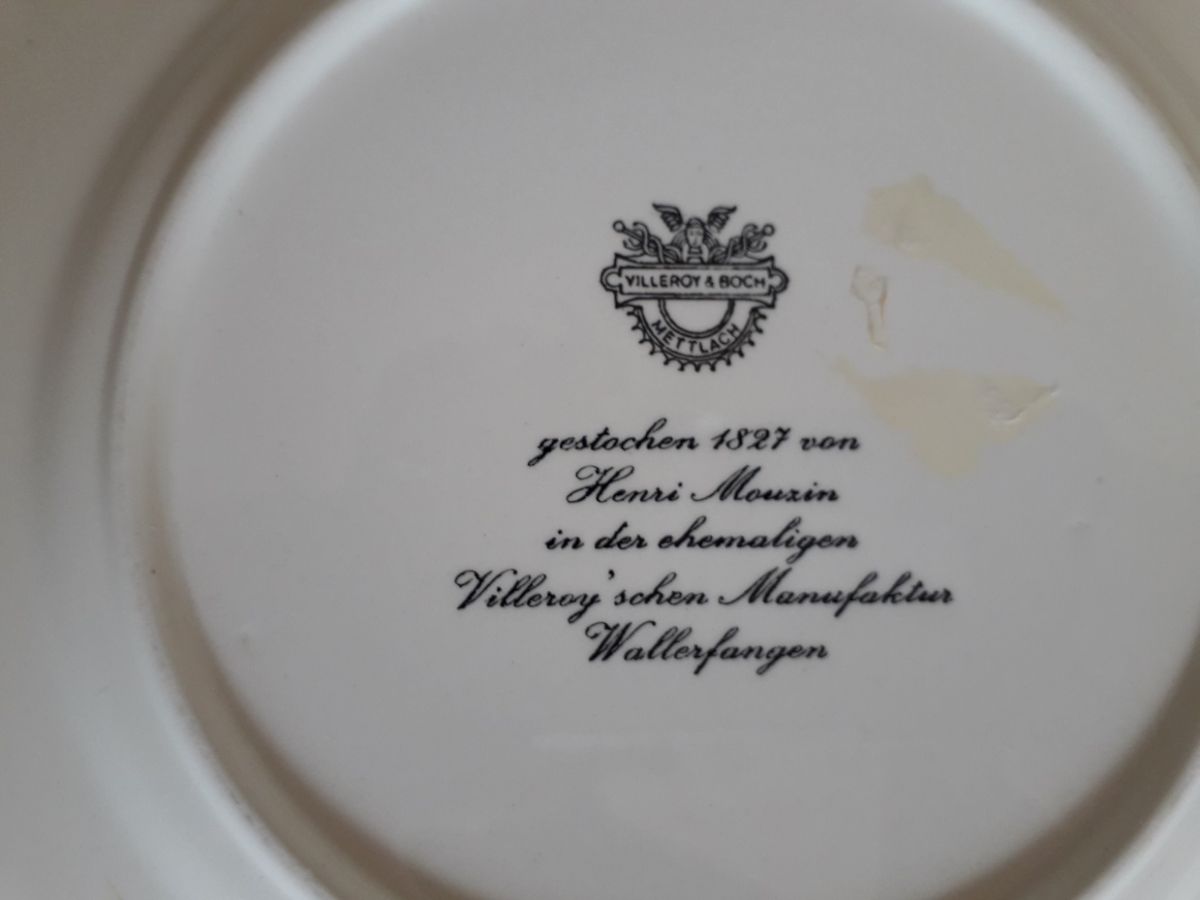 VILLEROY & BOCH
METTLACH
gestochen 1827 von
Henri Mouzin
in der ehemaligen
Villeroy'schen Manufaktur
Wallerfangen